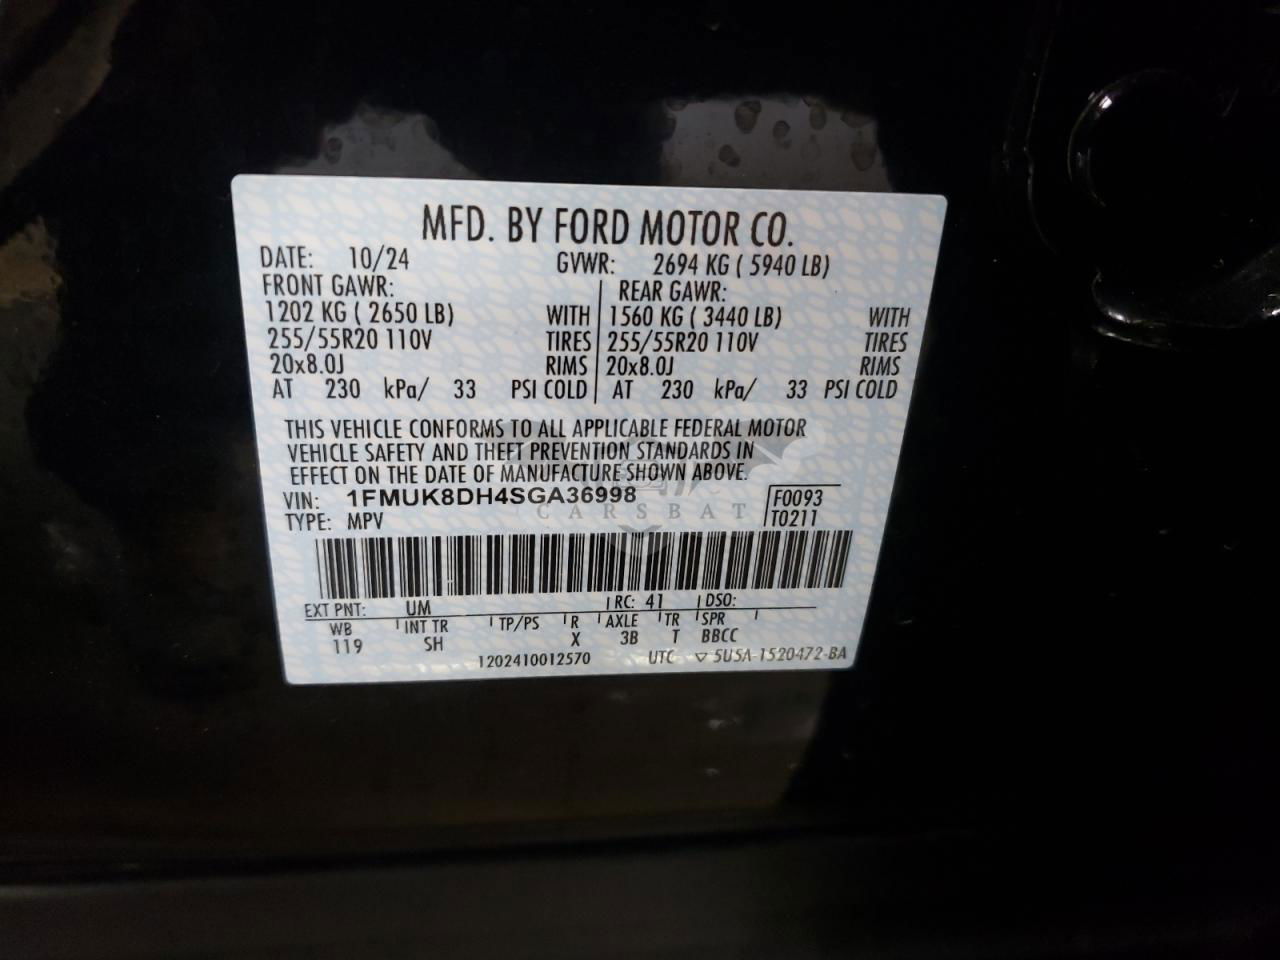 MFD. BY FORD MOTOR CO.
DATE: 10/24 GVWR: 2694 KG ( 5940 LB)
FRONT GAWR: REAR GAWR:
1202 KG ( 2650 LB) WITH 1560 KG ( 3440 LB) WITH
255/55R20 110V TIRES 255/55R20 110V TIRES
20x8.0J RIMS 20x8.0J RIMS
AT 230 kPa/ 33 PSI COLD AT 230 kPa/ 33 PSI COLD
THIS VEHICLE CONFORMS TO ALL APPLICABLE FEDERAL MOTOR
VEHICLE SAFETY AND THEFT PREVENTION STANDARDS IN
EFFECT ON THE DATE OF MANUFACTURE SHOWN ABOVE.
VIN: 1FMUK8DH4SGA36998 F0093
CARSBAT
TYPE: MPV T0211
EXT PNT: UM RC: 41 DSO:
WB INT TR TP/PS R AXLE TR SPR
119 SH X 3B T BBCC
1202410012570 UTC ▽ 5U5A-1520472-BA